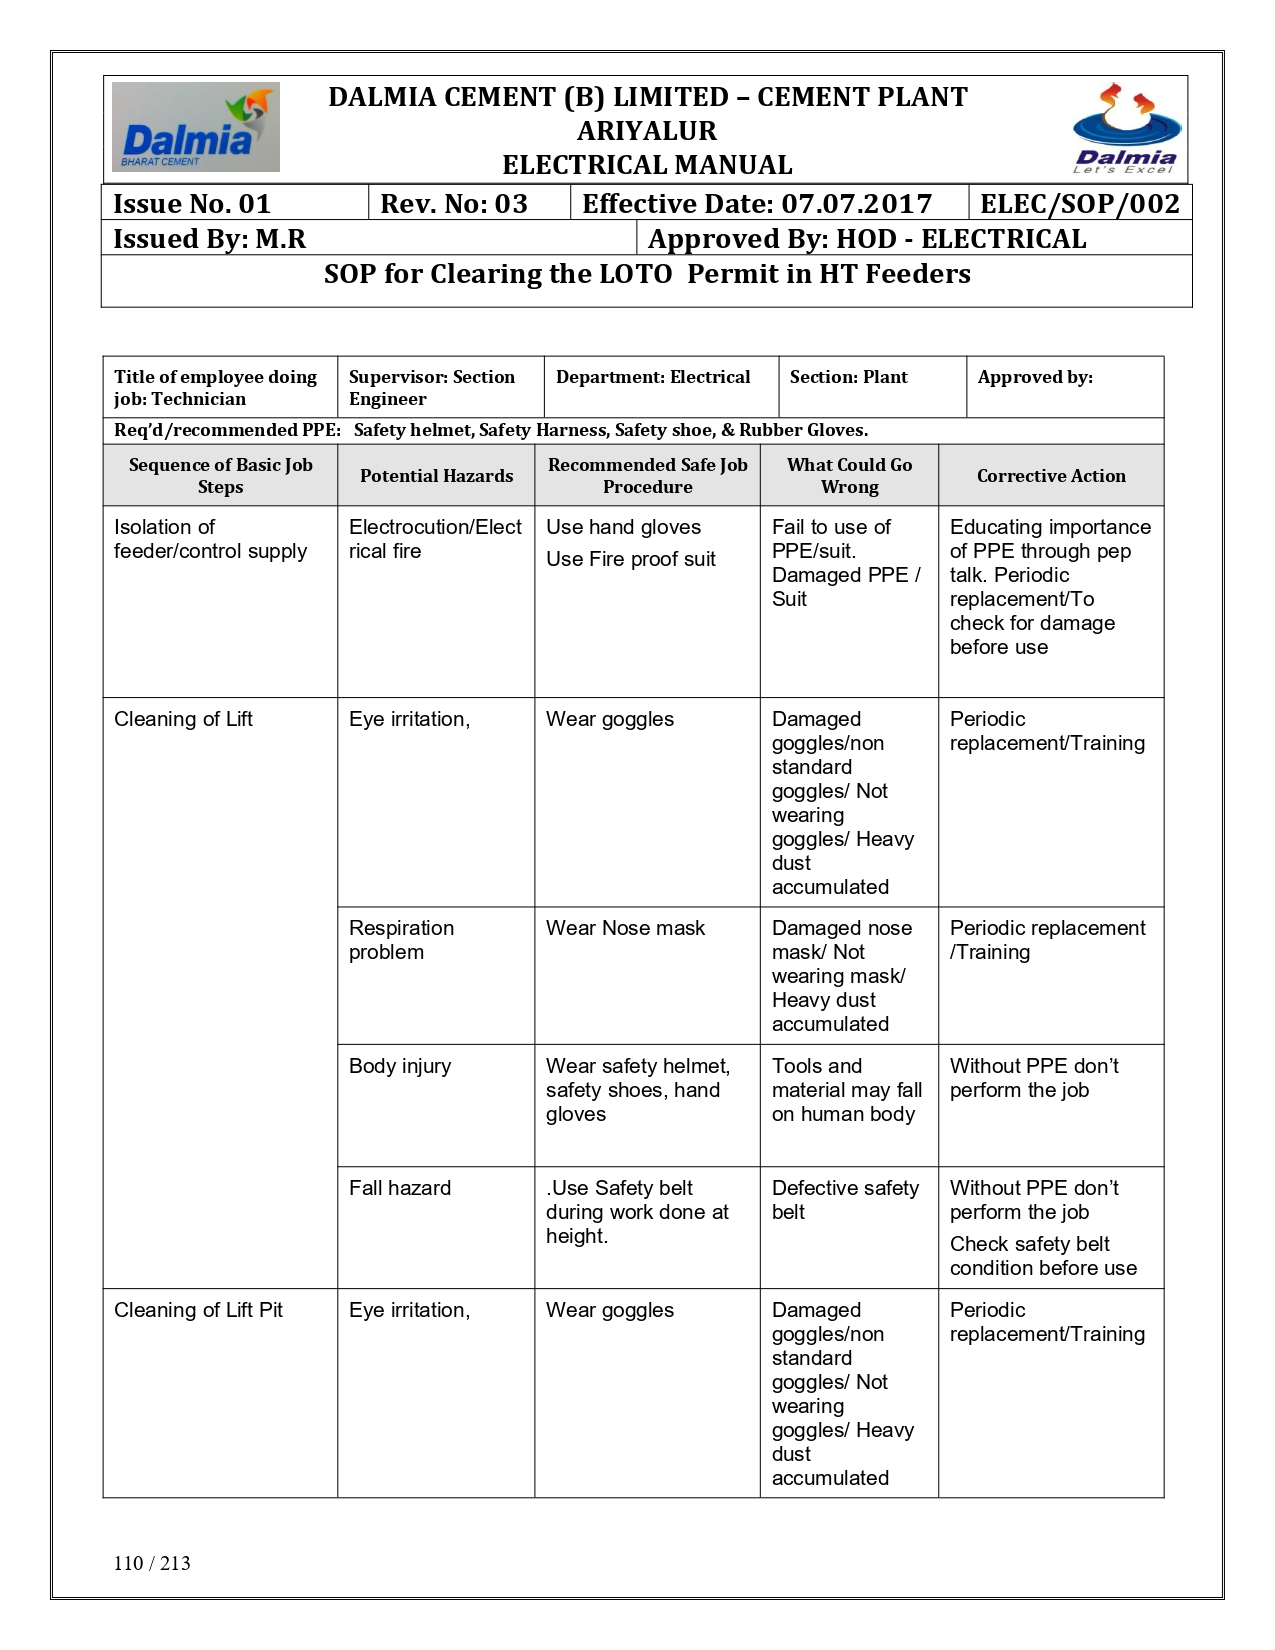 Dalmia
BHARAT CEMENT
DALMIA CEMENT (B) LIMITED – CEMENT PLANT
ARIYALUR
ELECTRICAL MANUAL
Dalmia
Let's Excel
Issue No. 01 Rev. No: 03 Effective Date: 07.07.2017 ELEC/SOP/002
Issued By: M.R Approved By: HOD - ELECTRICAL
SOP for Clearing the LOTO  Permit in HT Feeders
Title of employee doing
job: Technician
Supervisor: Section
Engineer
Department: Electrical
Section: Plant
Approved by:
Req'd/recommended PPE:   Safety helmet, Safety Harness, Safety shoe, & Rubber Gloves.
Sequence of Basic Job
Steps
Potential Hazards
Recommended Safe Job
Procedure
What Could Go
Wrong
Corrective Action
Isolation of
feeder/control supply
Electrocution/Elect
rical fire
Use hand gloves
Use Fire proof suit
Fail to use of
PPE/suit.
Damaged PPE /
Suit
Educating importance
of PPE through pep
talk. Periodic
replacement/To
check for damage
before use
Cleaning of Lift
Eye irritation,
Wear goggles
Damaged
goggles/non
standard
goggles/ Not
wearing
goggles/ Heavy
dust
accumulated
Periodic
replacement/Training
Respiration
problem
Wear Nose mask
Damaged nose
mask/ Not
wearing mask/
Heavy dust
accumulated
Periodic replacement
/Training
Body injury
Wear safety helmet,
safety shoes, hand
gloves
Tools and
material may fall
on human body
Without PPE don't
perform the job
Fall hazard
.Use Safety belt
during work done at
height.
Defective safety
belt
Without PPE don't
perform the job
Check safety belt
condition before use
Cleaning of Lift Pit
Eye irritation,
Wear goggles
Damaged
goggles/non
standard
goggles/ Not
wearing
goggles/ Heavy
dust
accumulated
Periodic
replacement/Training
110 / 213